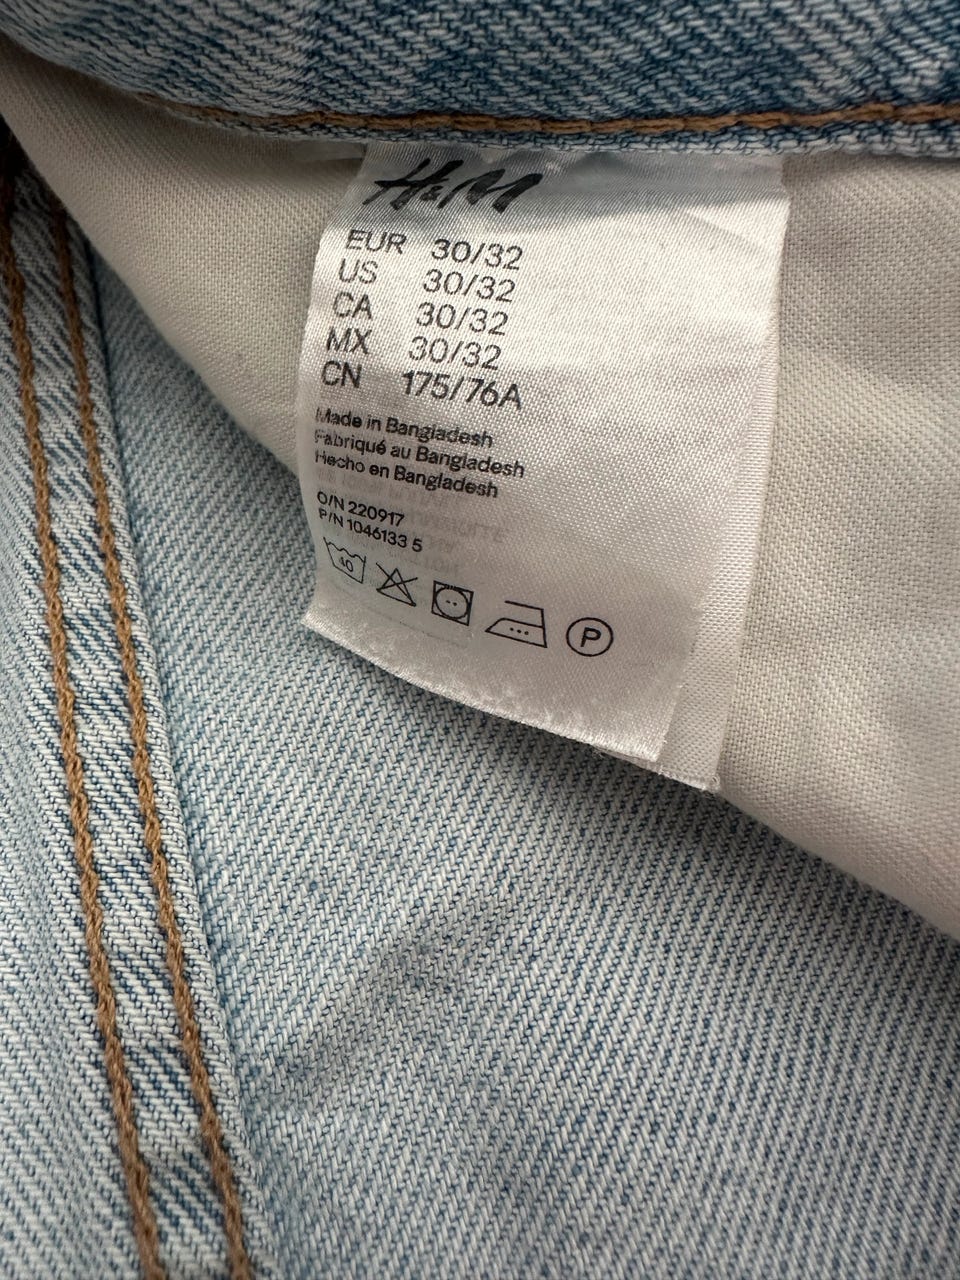 H&M
EUR 30/32
US 30/32
CA 30/32
MX 30/32
CN 175/76A
Made in Bangladesh
Fabriqué au Bangladesh
Hecho en Bangladesh
O/N 220917
P/N 1046133 5
40
P